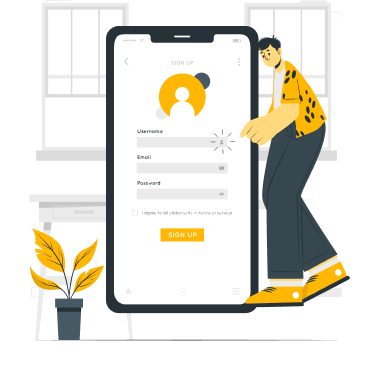 SIGN UP
Username
Email
Password
I agree to all statements in terms of service
SIGN UP